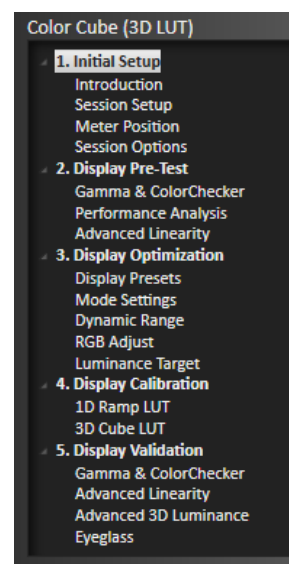 Color Cube (3D LUT)
1. Initial Setup
Introduction
Session Setup
Meter Position
Session Options
2. Display Pre-Test
Gamma & ColorChecker
Performance Analysis
Advanced Linearity
3. Display Optimization
Display Presets
Mode Settings
Dynamic Range
RGB Adjust
Luminance Target
4. Display Calibration
1D Ramp LUT
3D Cube LUT
5. Display Validation
Gamma & ColorChecker
Advanced Linearity
Advanced 3D Luminance
Eyeglass